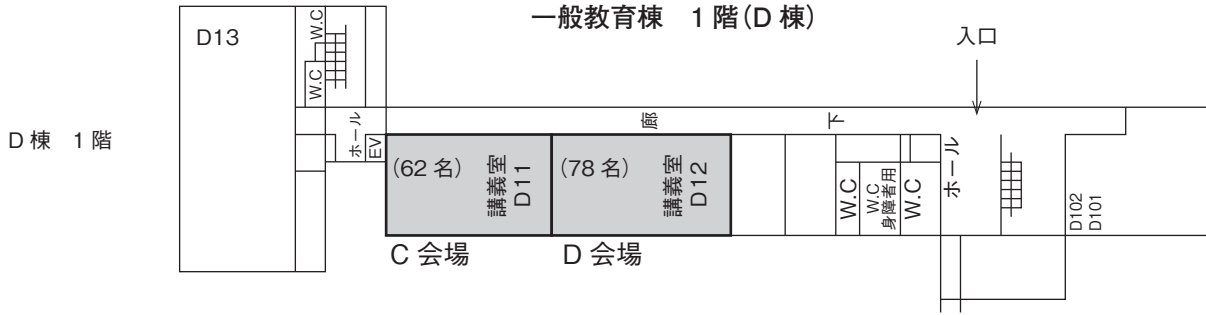 一般教育棟 1階(D棟)
D13
W.C
W.C
入口
D棟 1階
ホール
EV
廊下
(62名)
講義室
D11
(78名)
講義室
D12
W.C
W.C
身障者用
W.C
ホール
D102
D101
C会場
D会場